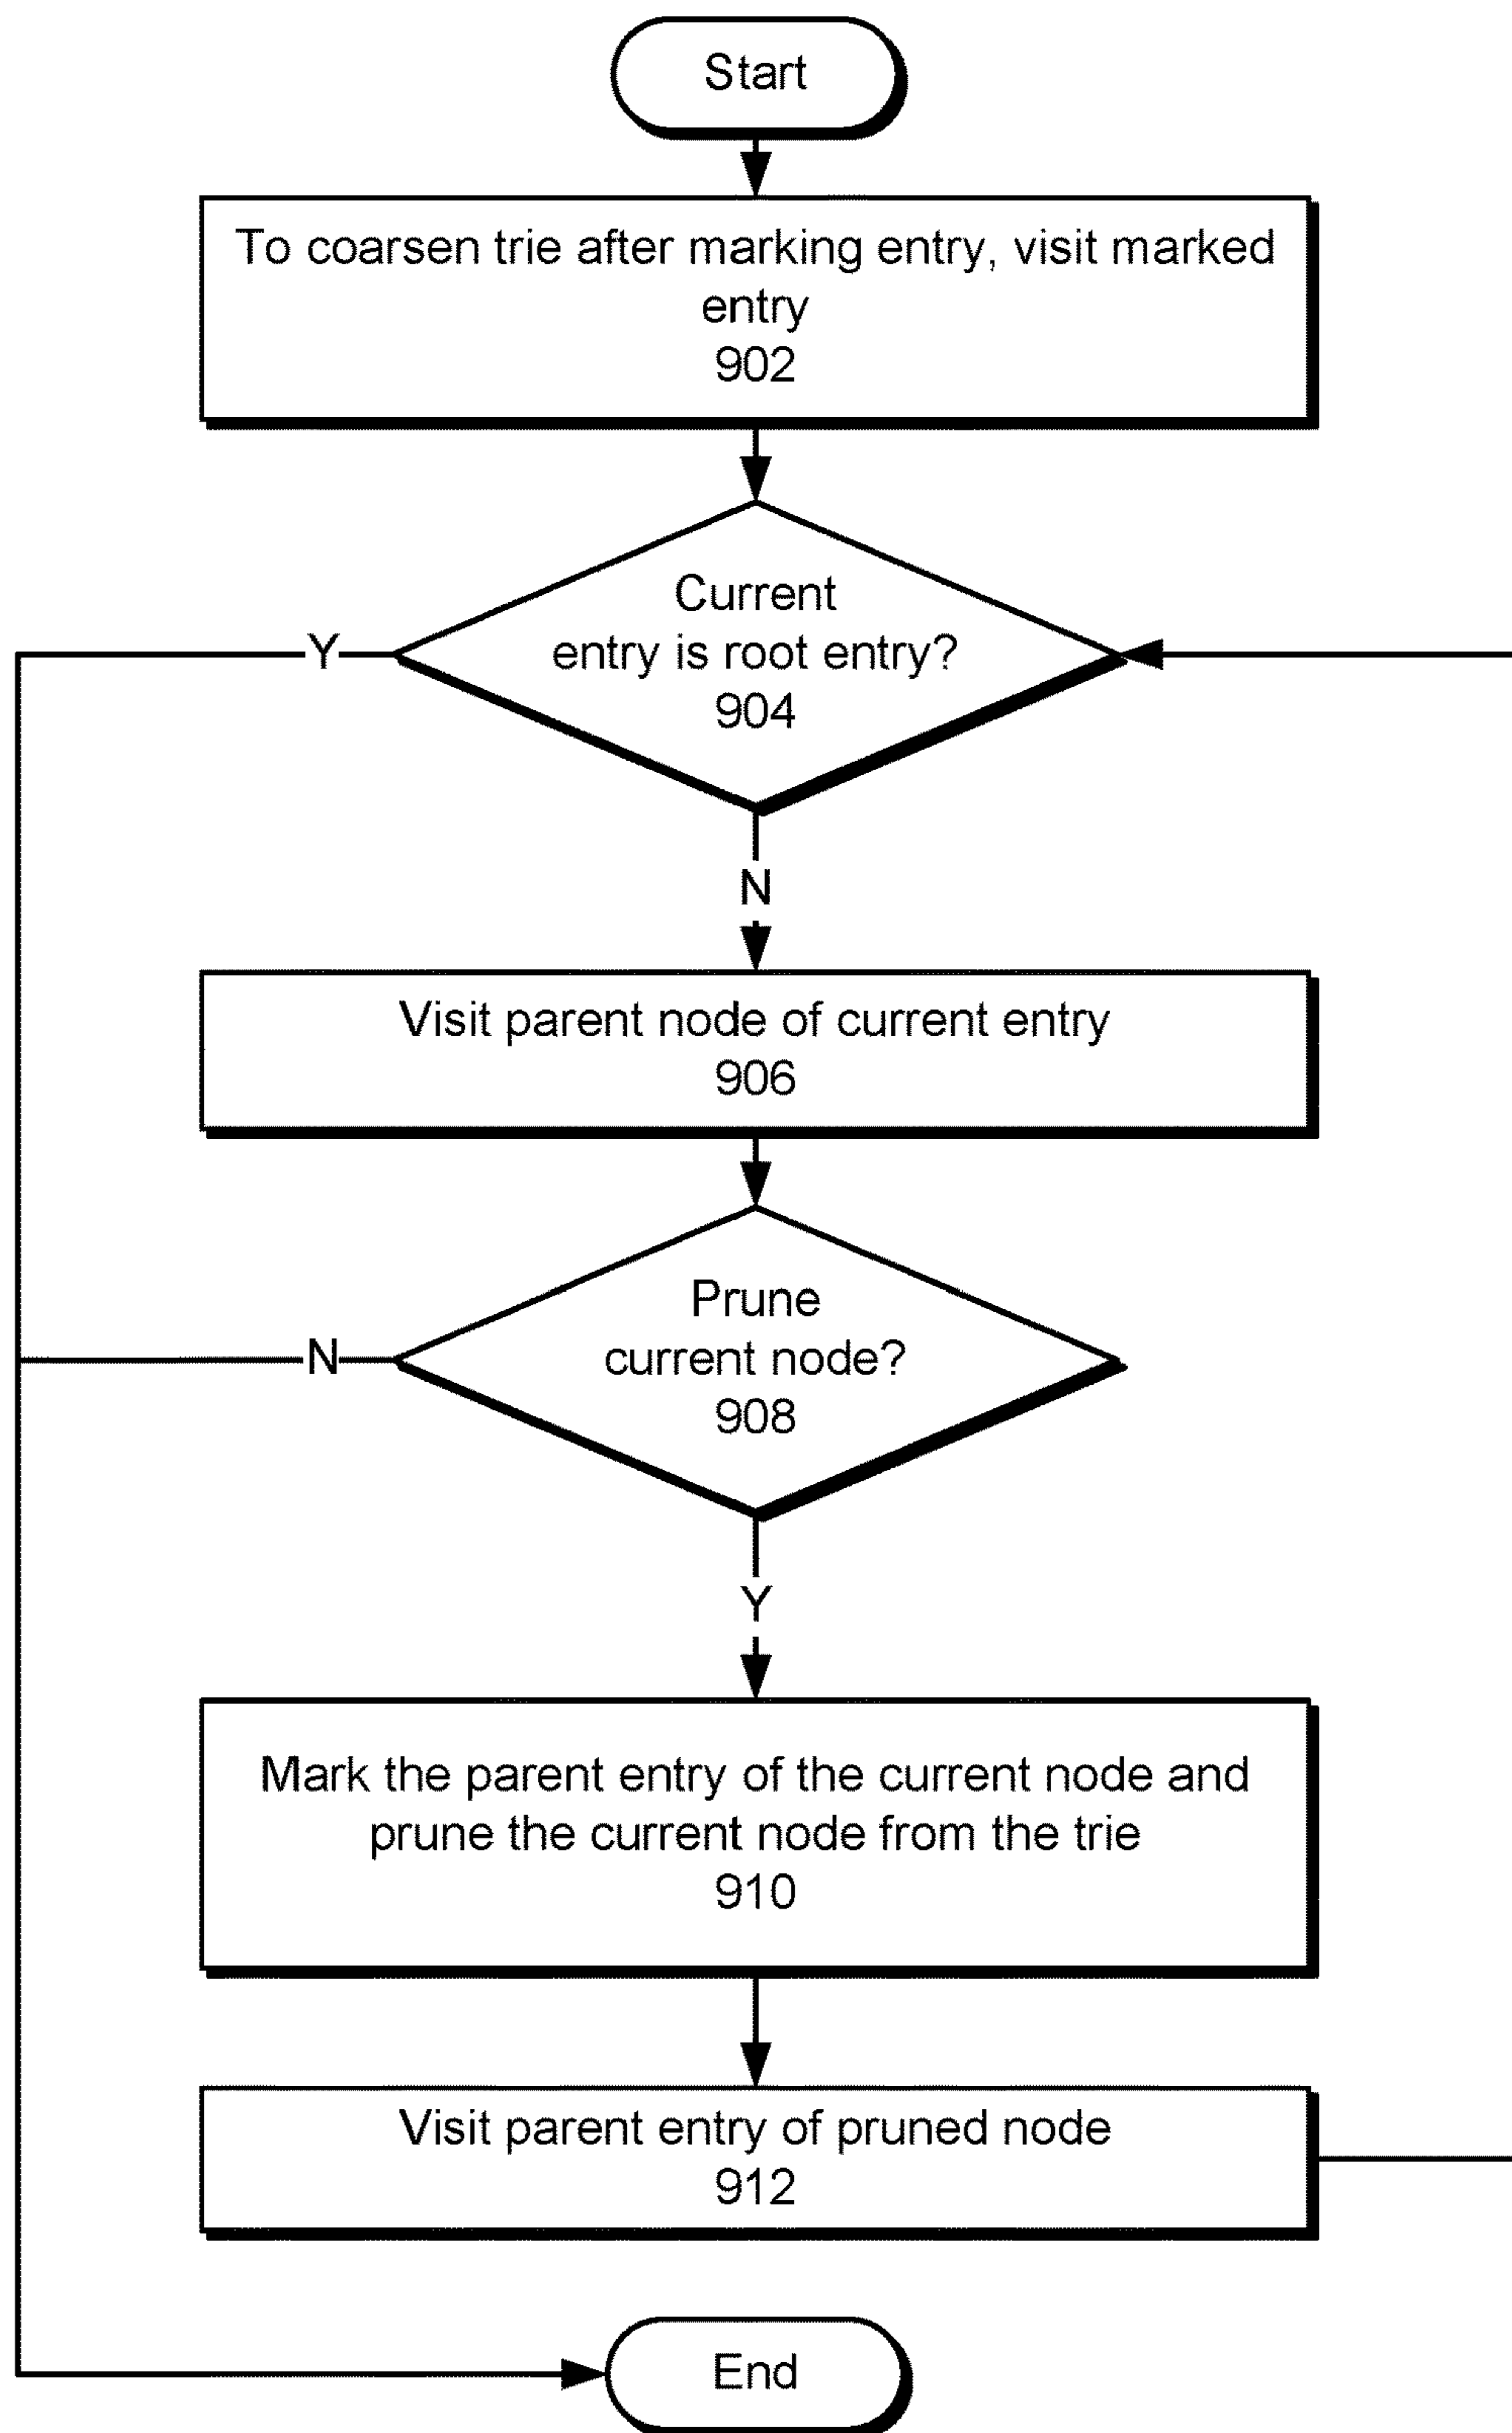 Start
To coarsen trie after marking entry, visit marked
entry
902
Current
entry is root entry?
904
Y
N
Visit parent node of current entry
906
Prune
current node?
908
N
Y
Mark the parent entry of the current node and
prune the current node from the trie
910
Visit parent entry of pruned node
912
End